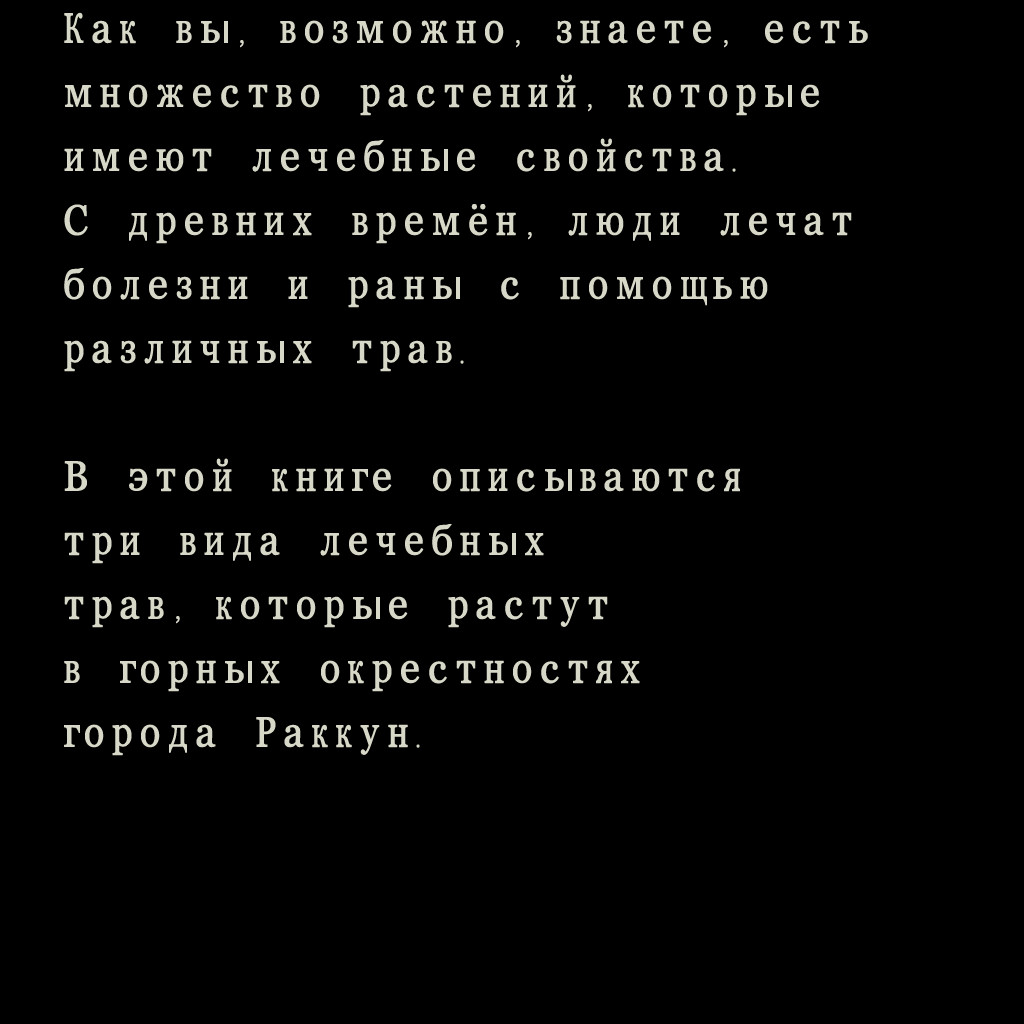 Как вы, возможно, знаете, есть
множество растений, которые
имеют лечебные свойства.
С древних времён, люди лечат
болезни и раны с помощью
различных трав.
В этой книге описываются
три вида лечебных
трав, которые растут
в горных окрестностях
города Раккун.